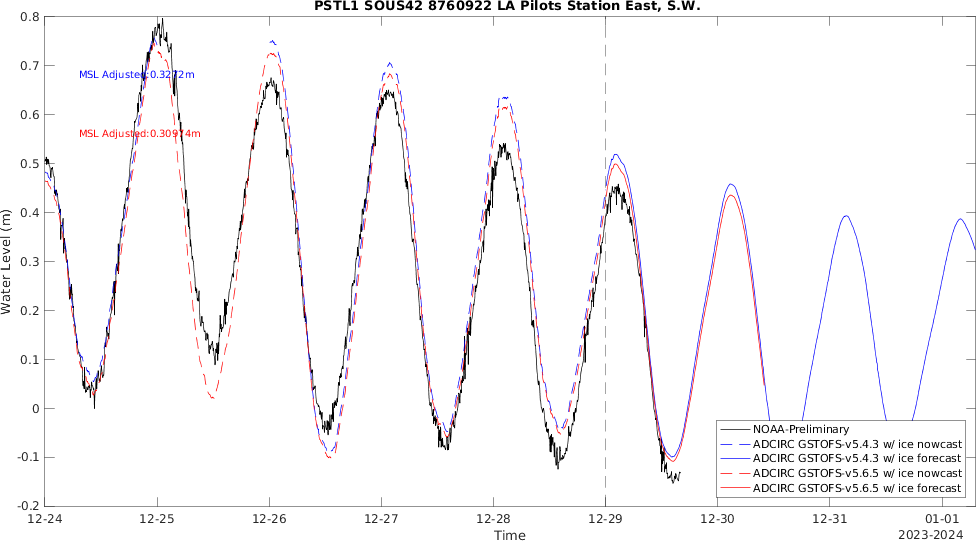 PSTL1 SOUS42 8760922 LA Pilots Station East, S.W.
0.8
0.7
MSL Adjusted:0.3272m
0.6
MSL Adjusted:0.30974m
0.5
0.4
Water Level (m)
0.3
0.2
0.1
0
-0.1
-0.2
NOAA-Preliminary
ADCIRC GSTOFS-v5.4.3 w/ ice nowcast
ADCIRC GSTOFS-v5.4.3 w/ ice forecast
ADCIRC GSTOFS-v5.6.5 w/ ice nowcast
ADCIRC GSTOFS-v5.6.5 w/ ice forecast
12-24 12-25 12-26 12-27 12-28 12-29 12-30 12-31 01-01
Time
2023-2024